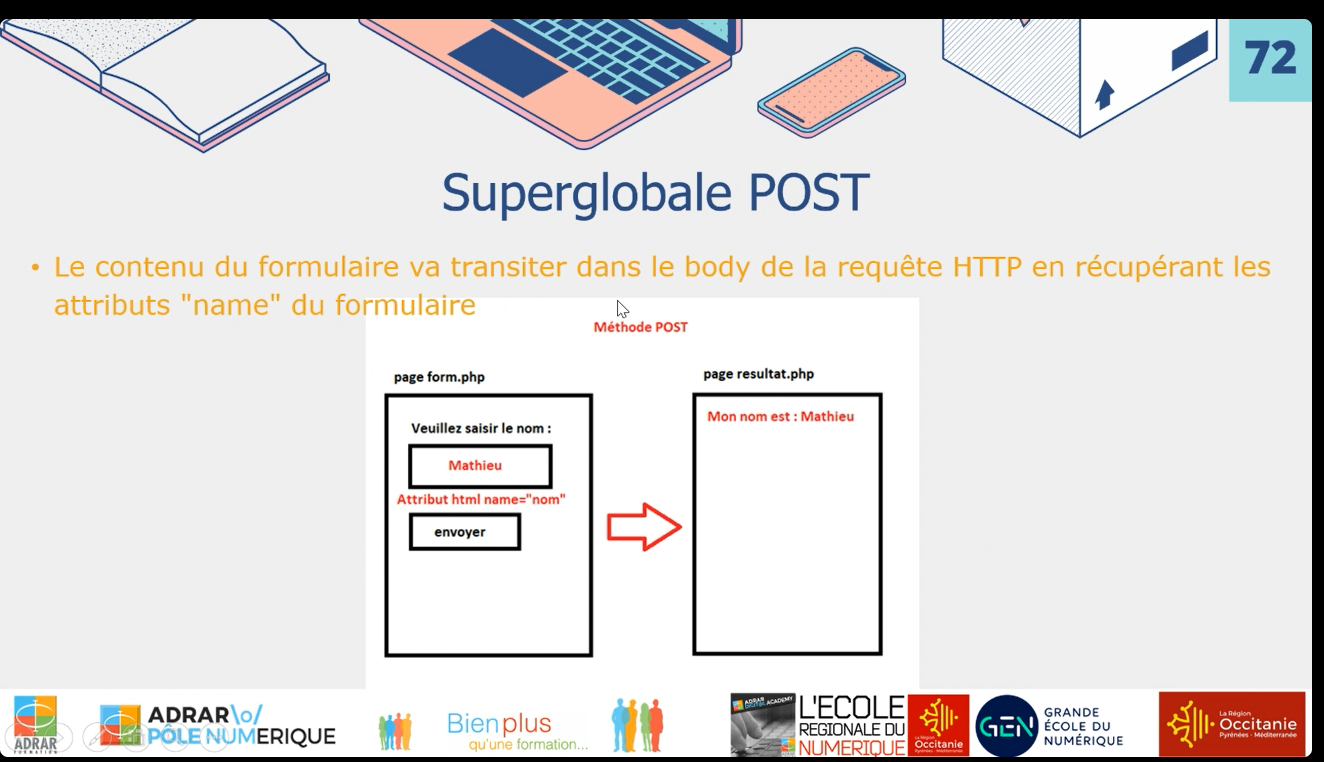 72
Superglobale POST
• Le contenu du formulaire va transiter dans le body de la requête HTTP en récupérant les
attributs "name" du formulaire
Méthode POST
page form.php
page resultat.php
Veuillez saisir le nom :
Mon nom est : Mathieu
Mathieu
Attribut html name="nom"
envoyer
ADRAR
FORMATION
ADRAR\o/
PÔLE NUMERIQUE
Bien plus
qu'une formation...
ADRAR
DIGITAL ACADEMY
L'ECOLE
REGIONALE DU
NUMERIQUE
La Région
Occitanie
Pyrénées - Méditerranée
GEN
GRANDE
ÉCOLE DU
NUMÉRIQUE
La Région
Occitanie
Pyrénées - Méditerranée